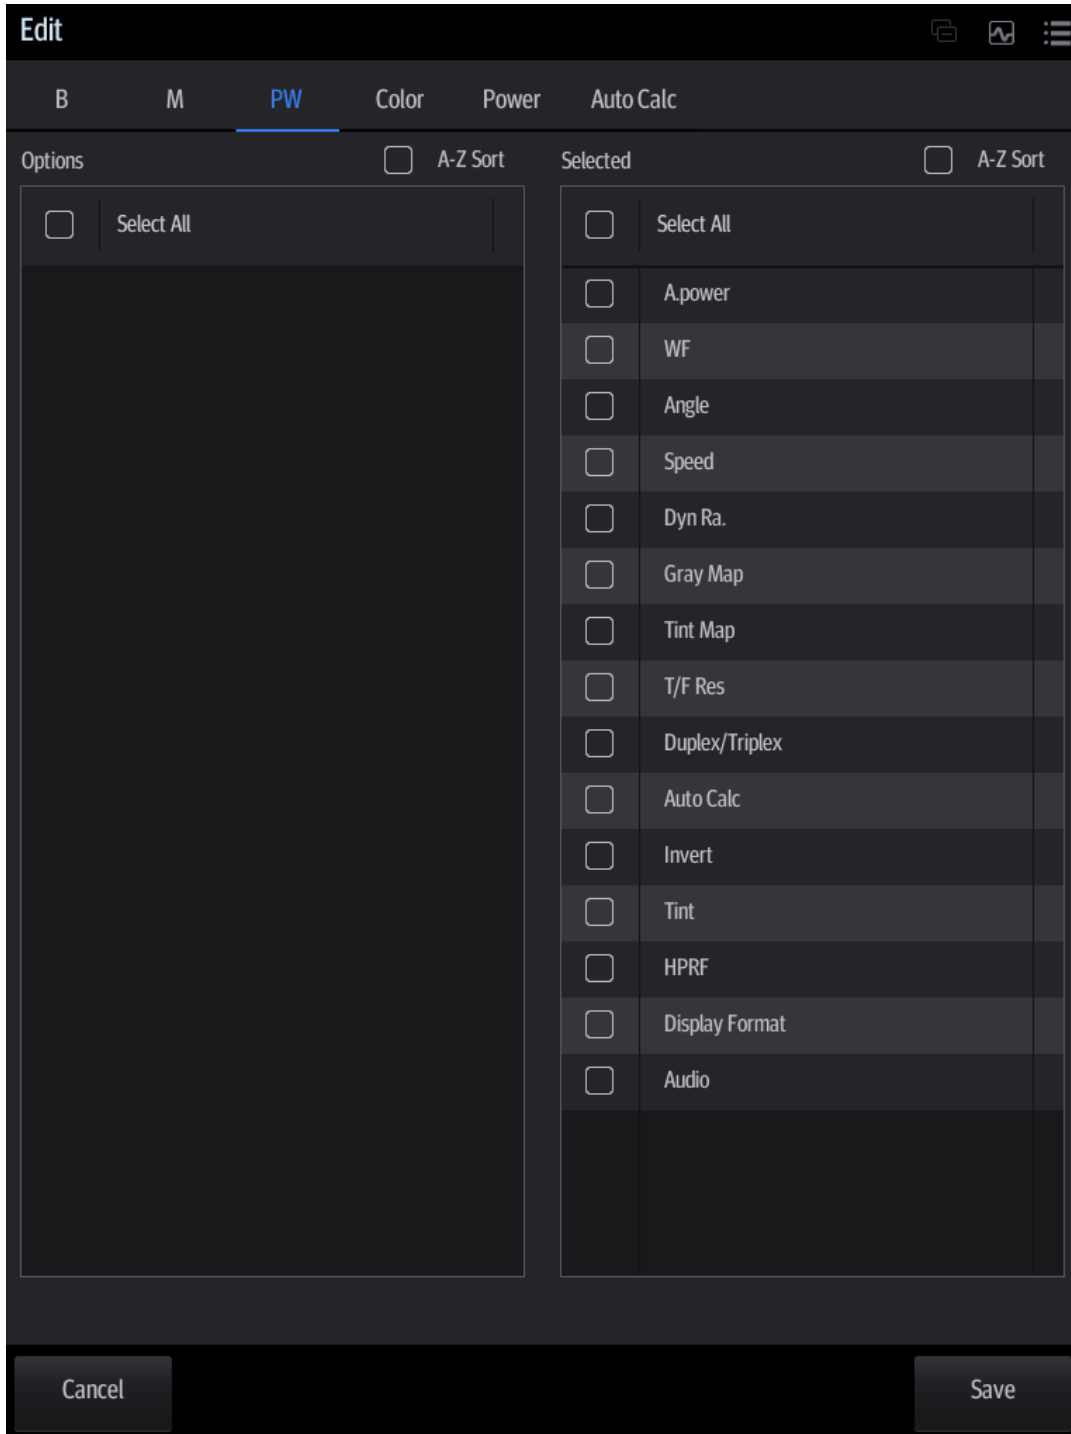 Edit
B M PW Color Power Auto Calc
Options A-Z Sort Selected A-Z Sort
Select All Select All
A.power
WF
Angle
Speed
Dyn Ra.
Gray Map
Tint Map
T/F Res
Duplex/Triplex
Auto Calc
Invert
Tint
HPRF
Display Format
Audio
Cancel Save